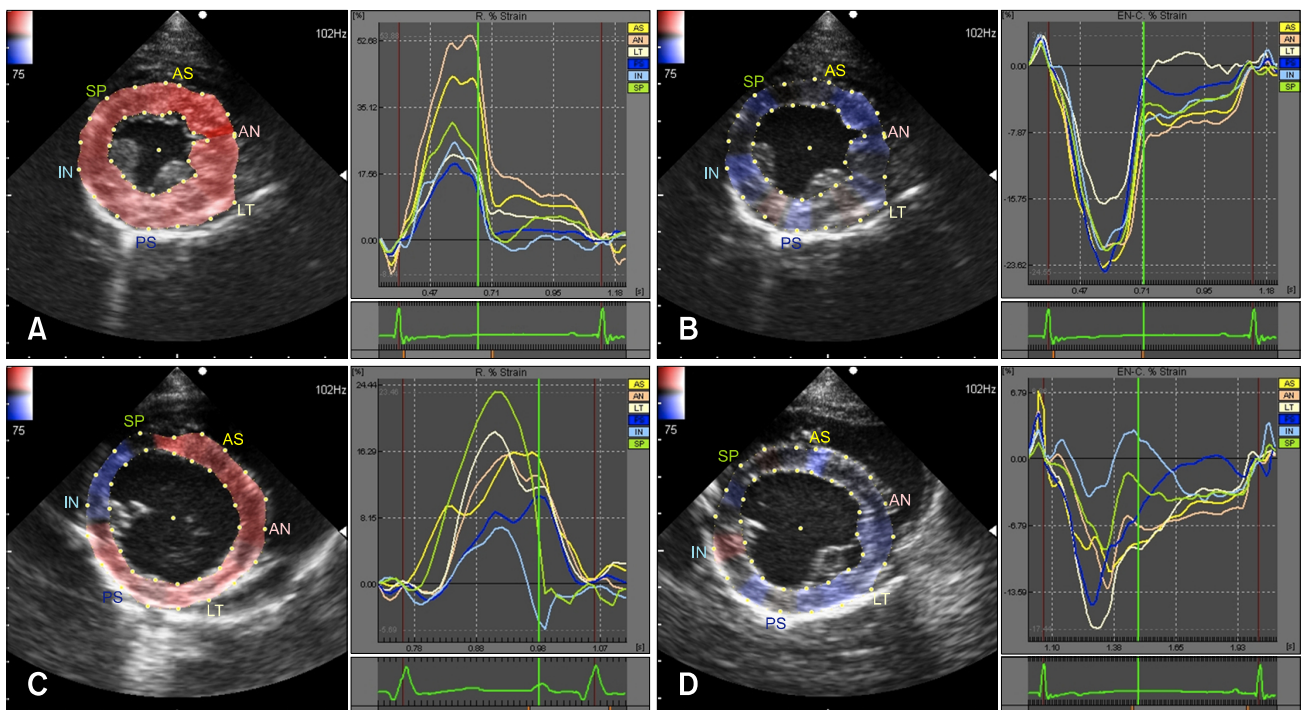 R. % Strain
[%]
102Hz
75
AS
SP
AN
IN
LT
PS
52.68
35.12
17.56
0.00
0.47
0.71
0.95
1.18
[s]
AS
AN
LT
PS
IN
SP
A
EN-C. % Strain
[%]
102Hz
75
AS
SP
AN
IN
LT
PS
0.00
-7.87
-15.75
-23.62
0.47
0.71
0.95
1.18
[s]
AS
AN
LT
PS
IN
SP
B
R. % Strain
[%]
102Hz
75
SP
AS
IN
AN
PS
LT
24.44
16.29
8.15
0.00
0.78
0.88
0.98
1.07
[s]
AS
AN
LT
PS
IN
SP
C
EN-C. % Strain
[%]
102Hz
75
AS
SP
AN
IN
LT
PS
6.79
0.00
-6.79
-13.59
1.10
1.38
1.65
1.93
[s]
AS
AN
LT
PS
IN
SP
D